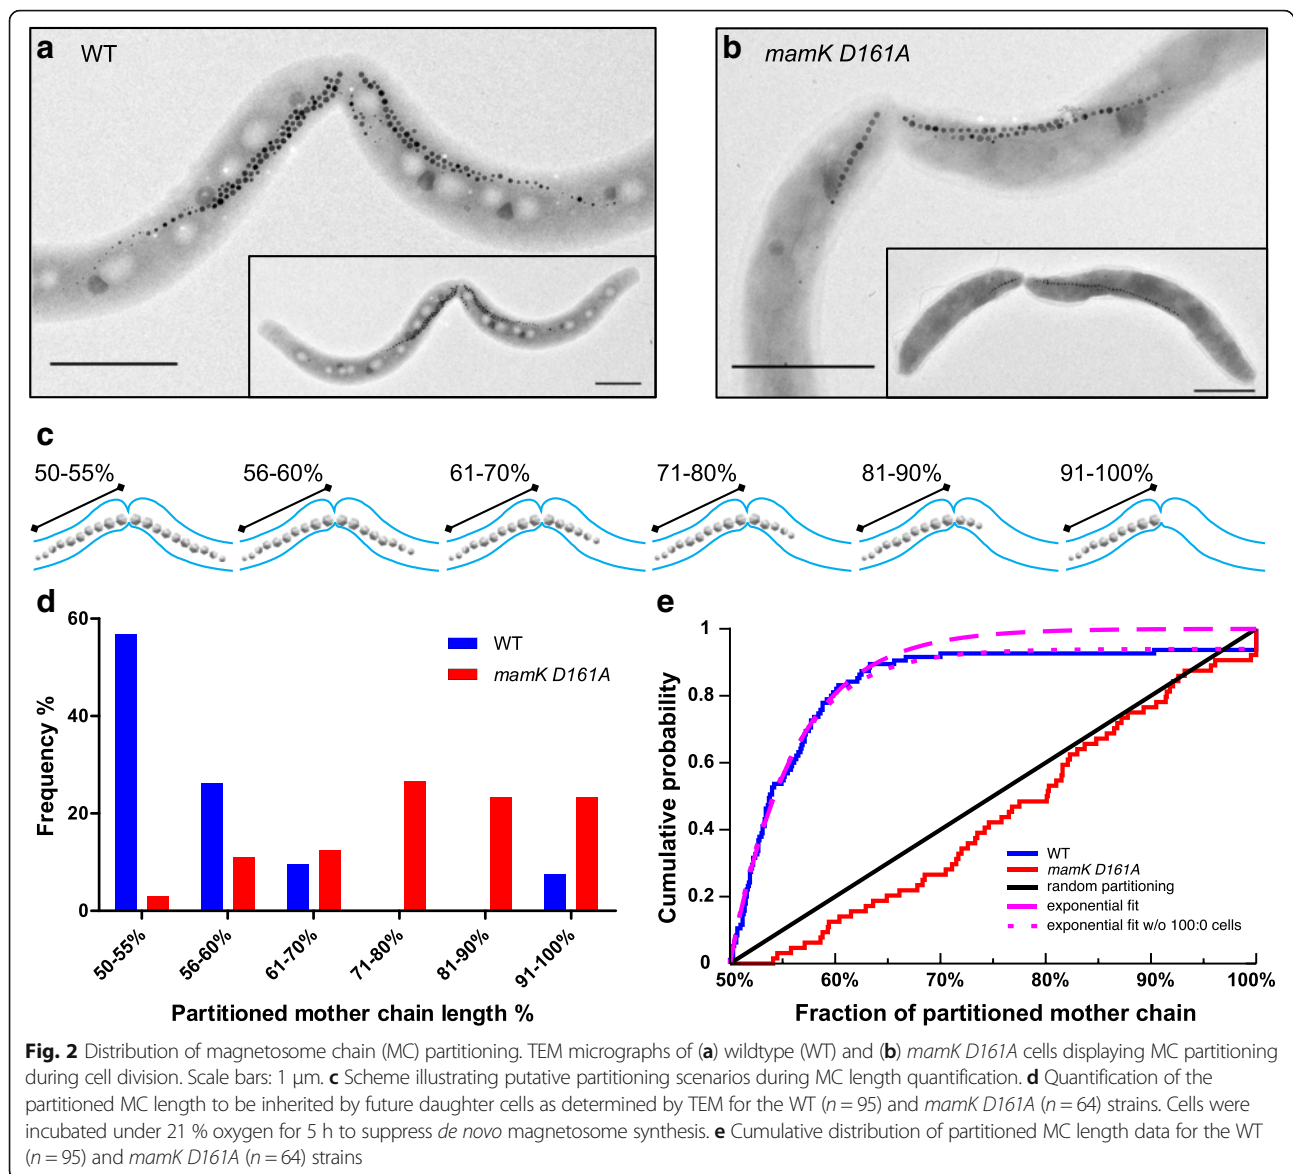 a WT
b mamK D161A
c
50-55% 56-60% 61-70% 71-80% 81-90% 91-100%
d
60
40
20
0
Frequency %
WT
mamK D161A
50-55% 56-60% 61-70% 71-80% 81-90% 91-100%
Partitioned mother chain length %
e
1
0.8
0.6
0.4
0.2
0
Cumulative probability
WT
mamK D161A
random partitioning
exponential fit
exponential fit w/o 100:0 cells
50% 60% 70% 80% 90% 100%
Fraction of partitioned mother chain
Fig. 2 Distribution of magnetosome chain (MC) partitioning. TEM micrographs of (a) wildtype (WT) and (b) mamK D161A cells displaying MC partitioning
during cell division. Scale bars: 1 μm. c Scheme illustrating putative partitioning scenarios during MC length quantification. d Quantification of the
partitioned MC length to be inherited by future daughter cells as determined by TEM for the WT (n = 95) and mamK D161A (n = 64) strains. Cells were
incubated under 21 % oxygen for 5 h to suppress de novo magnetosome synthesis. e Cumulative distribution of partitioned MC length data for the WT
(n = 95) and mamK D161A (n = 64) strains